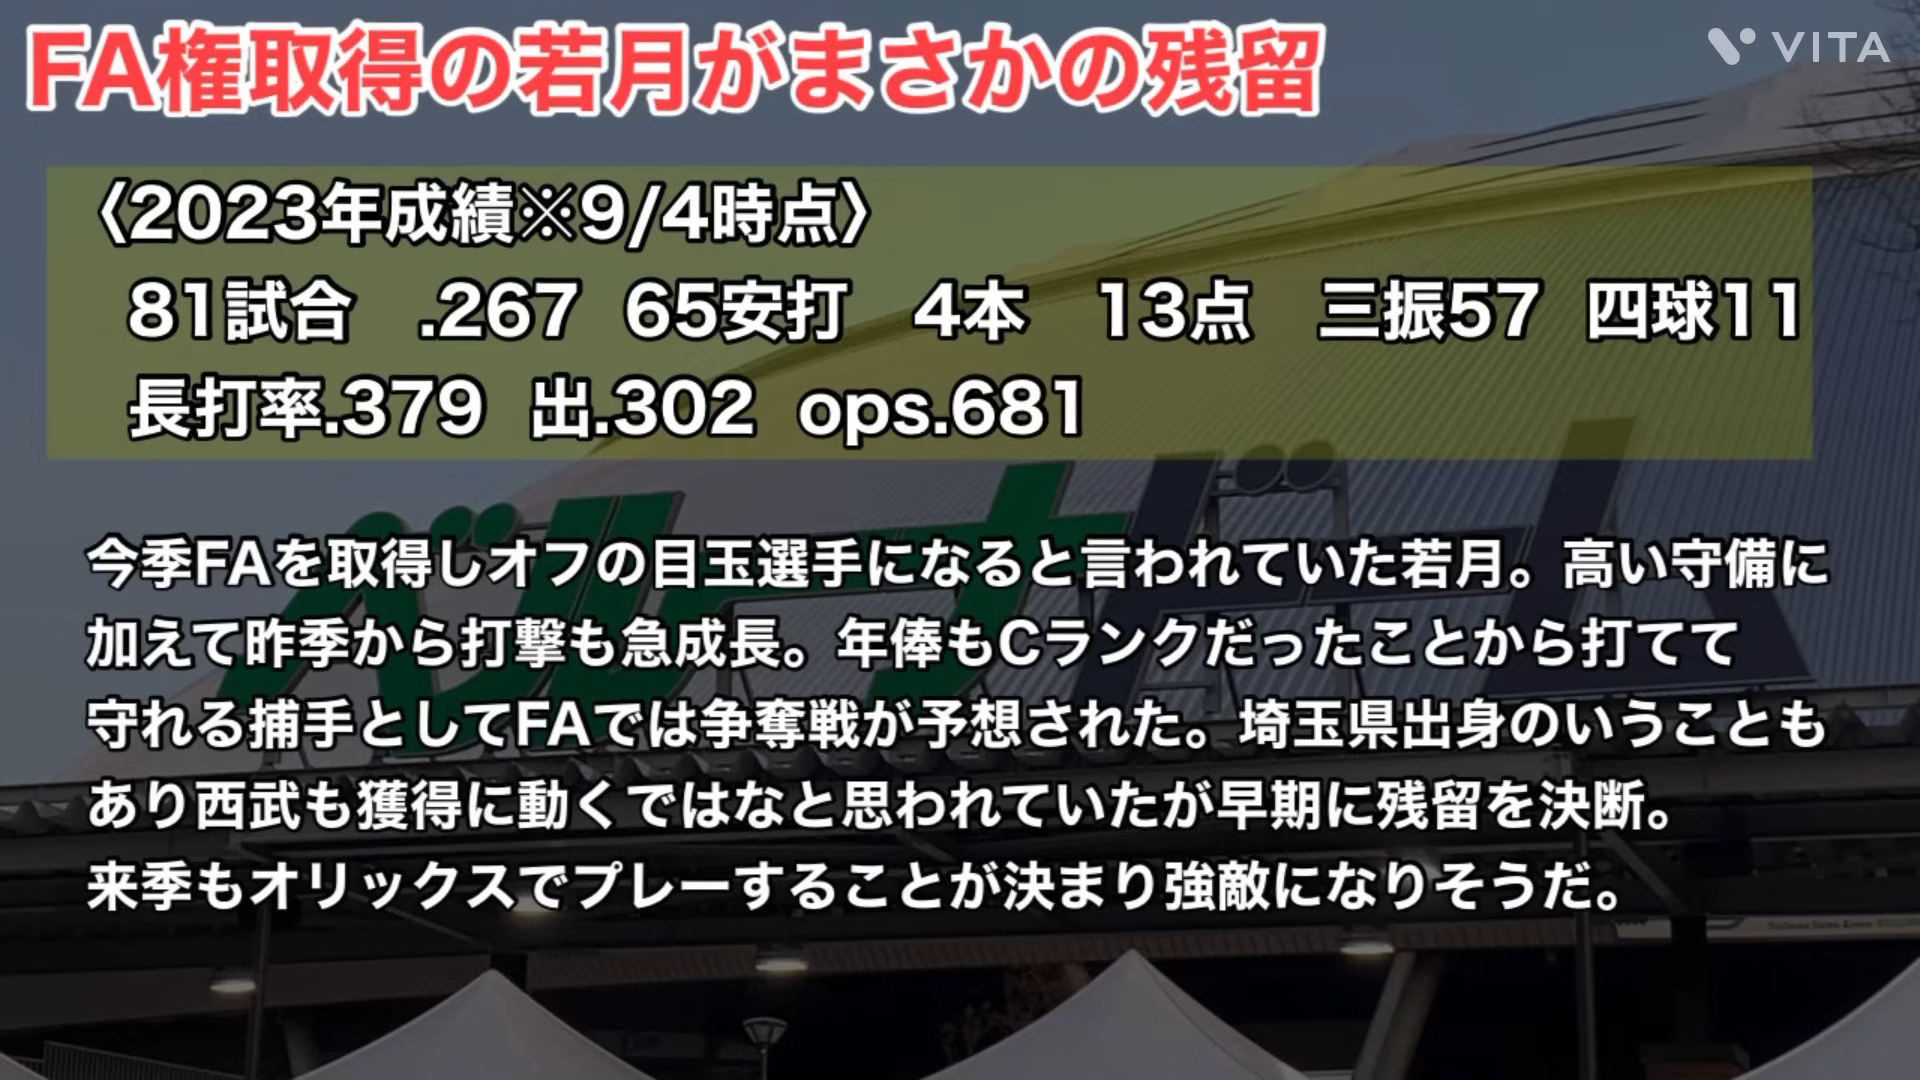 FA権取得の若月がまさかの残留
VITA
〈2023年成績※9/4時点〉
81試合 .267 65安打 4本 13点 三振57 四球11
長打率.379 出.302 ops.681
ベルーナドーム
今季FAを取得しオフの目玉選手になると言われていた若月。高い守備に
加えて昨季から打撃も急成長。年俸もCランクだったことから打てて
守れる捕手としてFAでは争奪戦が予想された。埼玉県出身のいうことも
あり西武も獲得に動くではなと思われていたが早期に残留を決断。
来季もオリックスでプレーすることが決まり強敵になりそうだ。